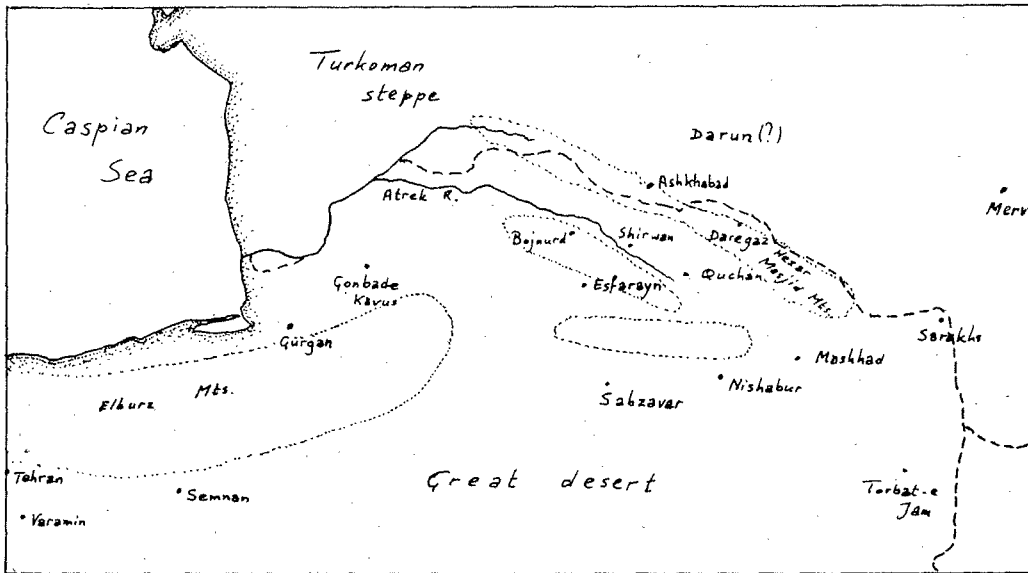 Turkoman
steppe
Caspian
Sea
Darun(?)
Ashkhabad
Merv
Atrek R.
Bojnurd
Shirwan
Daregaz
Hezar
Masjid Mts.
Gonbade
Kavus
Esfarayn
Quchan
Gurgan
Sarakhs
Mashhad
Nishabur
Elburz Mts.
Sabzavar
Tehran
Semnan
Great desert
Torbat-e
Jam
Varamin